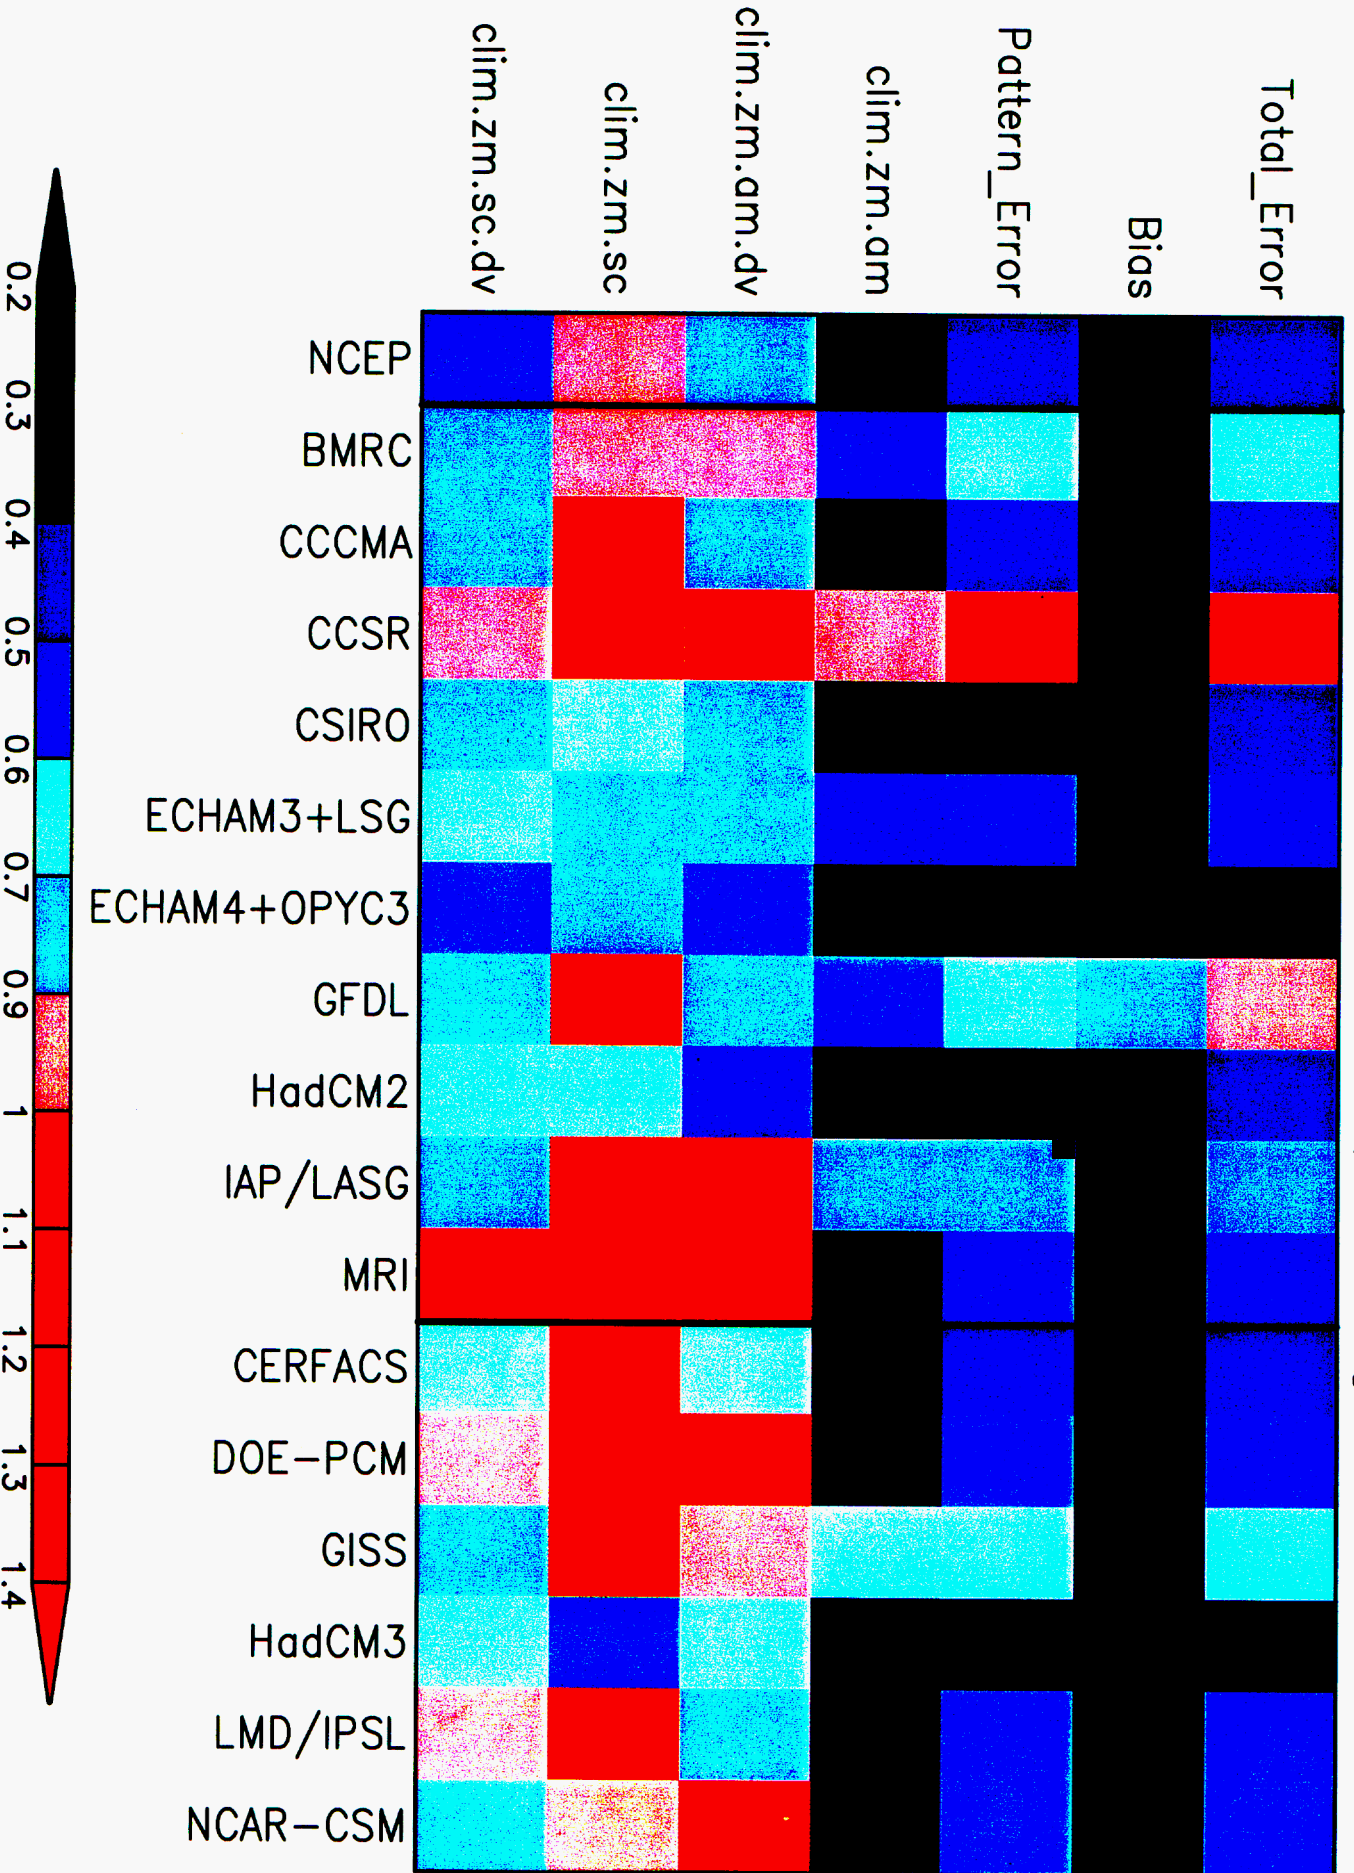 clim.zm.sc.dv
clim.zm.sc
clim.zm.am.dv
clim.zm.am
Pattern_Error
Bias
Total_Error
NCEP
BMRC
CCCMA
CCSR
CSIRO
ECHAM3+LSG
ECHAM4+OPYC3
GFDL
HadCM2
IAP/LASG
MRI
CERFACS
DOE-PCM
GISS
HadCM3
LMD/IPSL
NCAR-CSM
0.2
0.3
0.4
0.5
0.6
0.7
0.9
1
1.1
1.2
1.3
1.4